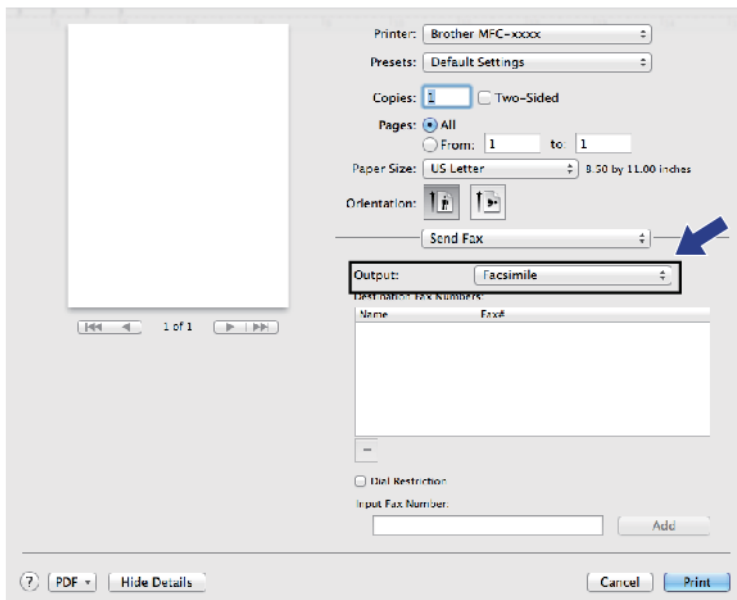 Printer: Brother MFC-xxxx
Presets: Default Settings
Copies: 1 Two-Sided
Pages: All
From: 1 to: 1
Paper Size: US Letter 8.50 by 11.00 inches
Orientation:
Send Fax
Output: Facsimile
Destination Fax Numbers:
Name Fax#
1 of 1
Dial Restriction
Input Fax Number:
Add
? PDF Hide Details Cancel Print